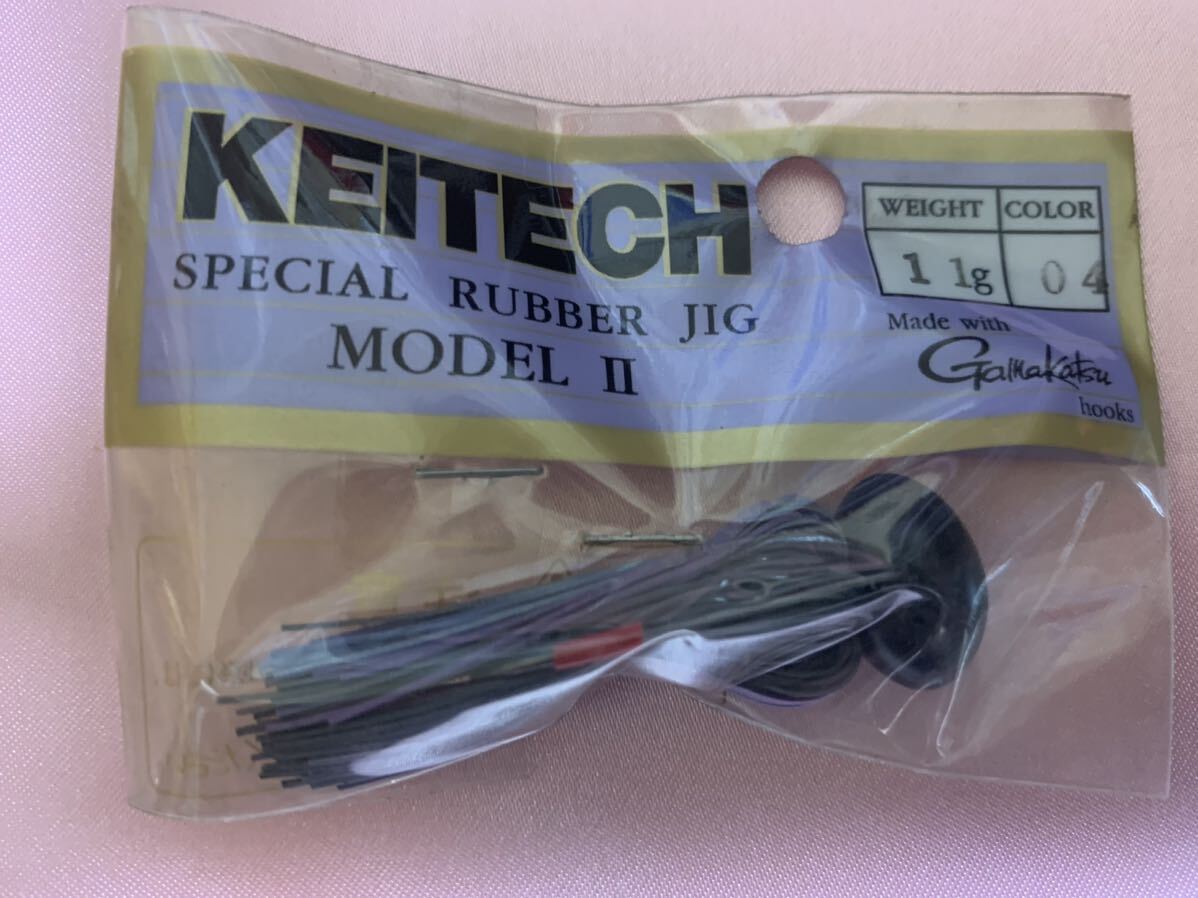 KEITECH
SPECIAL RUBBER JIG
MODEL II
WEIGHT COLOR
11g 04
Made with
Gamakatsu
hooks